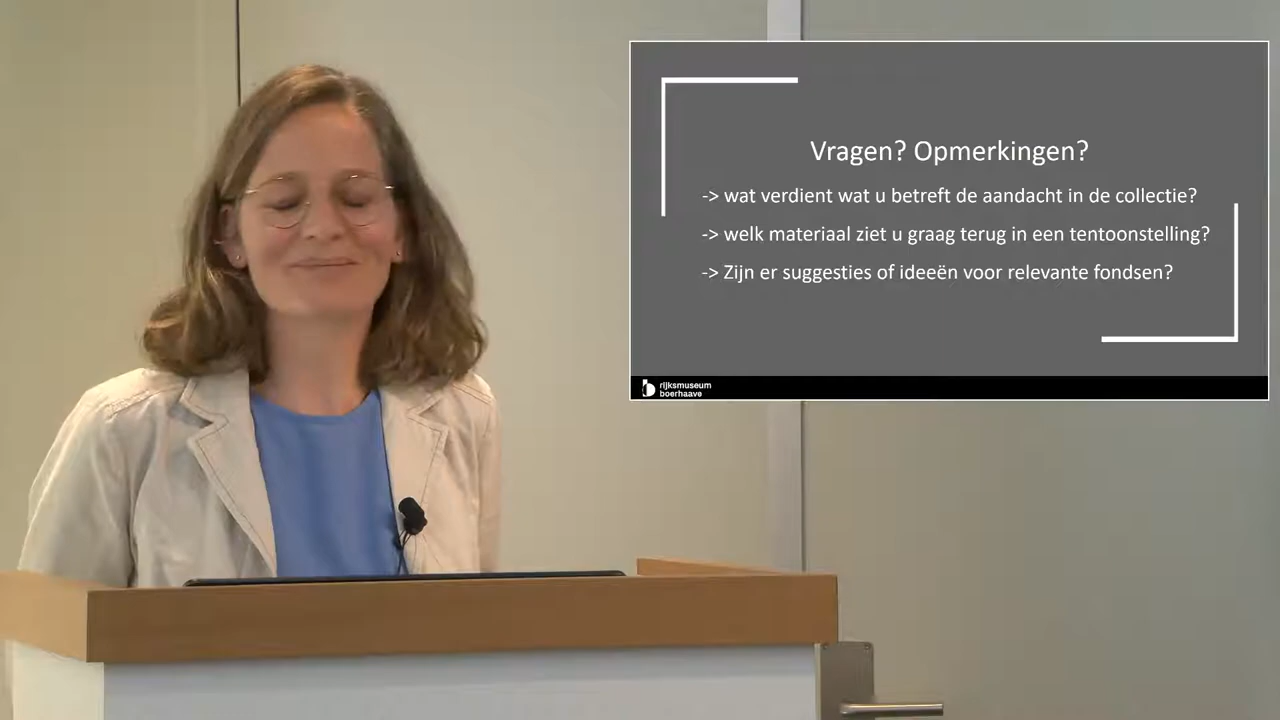 Vragen? Opmerkingen?
-> wat verdient wat u betreft de aandacht in de collectie?
-> welk materiaal ziet u graag terug in een tentoonstelling?
-> Zijn er suggesties of ideeën voor relevante fondsen?
rijksmuseum
boerhaave